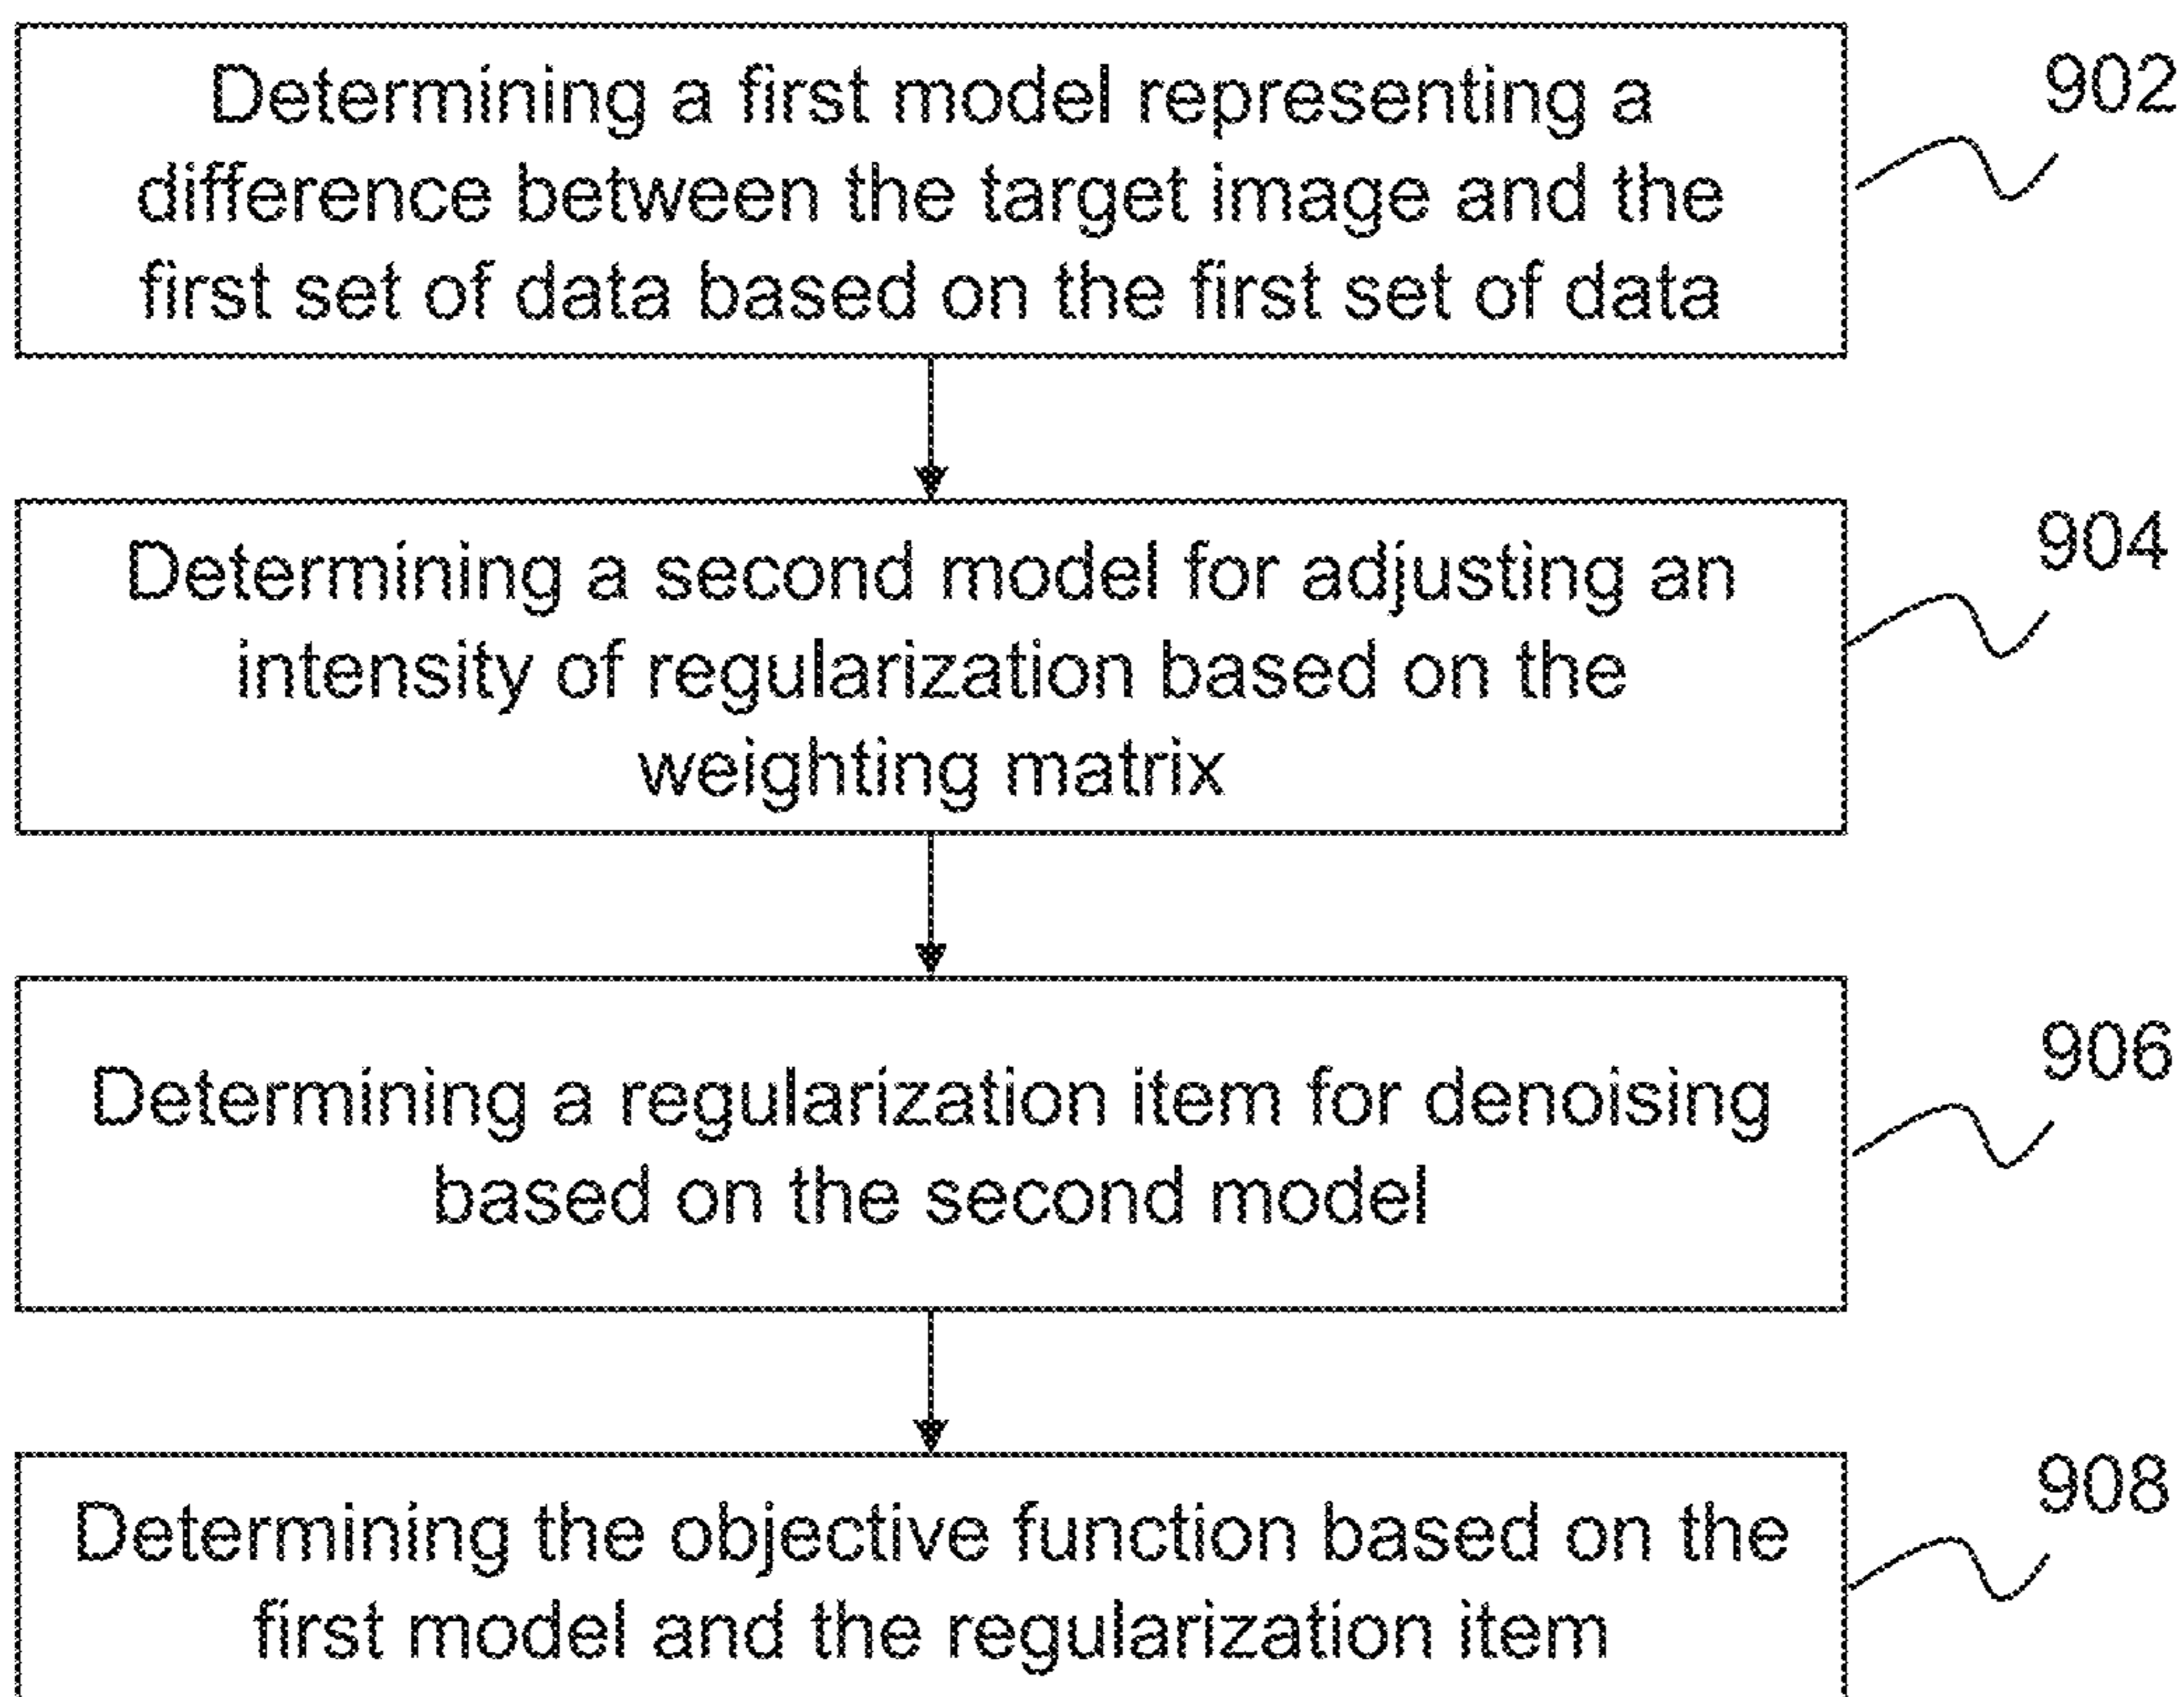 Determining a first model representing a
difference between the target image and the
first set of data based on the first set of data
902
Determining a second model for adjusting an
intensity of regularization based on the
weighting matrix
904
Determining a regularization item for denoising
based on the second model
906
Determining the objective function based on the
first model and the regularization item
908